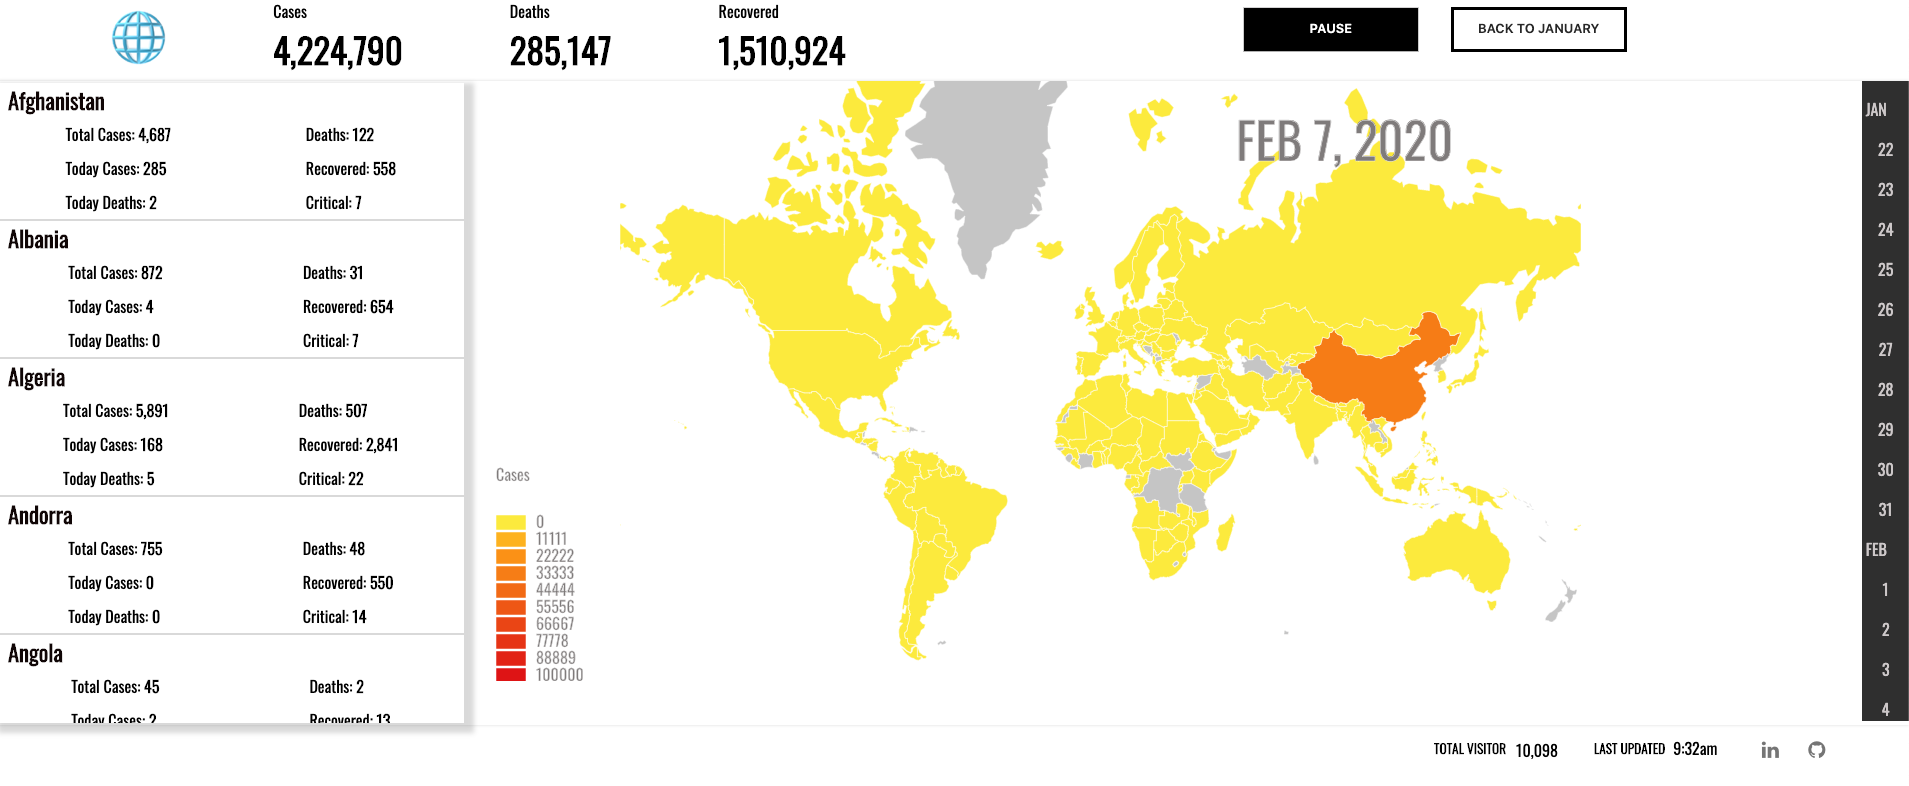 Cases
4,224,790
Deaths
285,147
Recovered
1,510,924
PAUSE
BACK TO JANUARY
Afghanistan
Total Cases: 4,687 Deaths: 122
Today Cases: 285 Recovered: 558
Today Deaths: 2 Critical: 7
Albania
Total Cases: 872 Deaths: 31
Today Cases: 4 Recovered: 654
Today Deaths: 0 Critical: 7
Algeria
Total Cases: 5,891 Deaths: 507
Today Cases: 168 Recovered: 2,841
Today Deaths: 5 Critical: 22
Andorra
Total Cases: 755 Deaths: 48
Today Cases: 0 Recovered: 550
Today Deaths: 0 Critical: 14
Angola
Total Cases: 45 Deaths: 2
Today Cases: 2 Recovered: 13
FEB 7, 2020
Cases
0
11111
22222
33333
44444
55556
66667
77778
88889
100000
JAN
22
23
24
25
26
27
28
29
30
31
FEB
1
2
3
4
TOTAL VISITOR 10,098 LAST UPDATED 9:32am
in